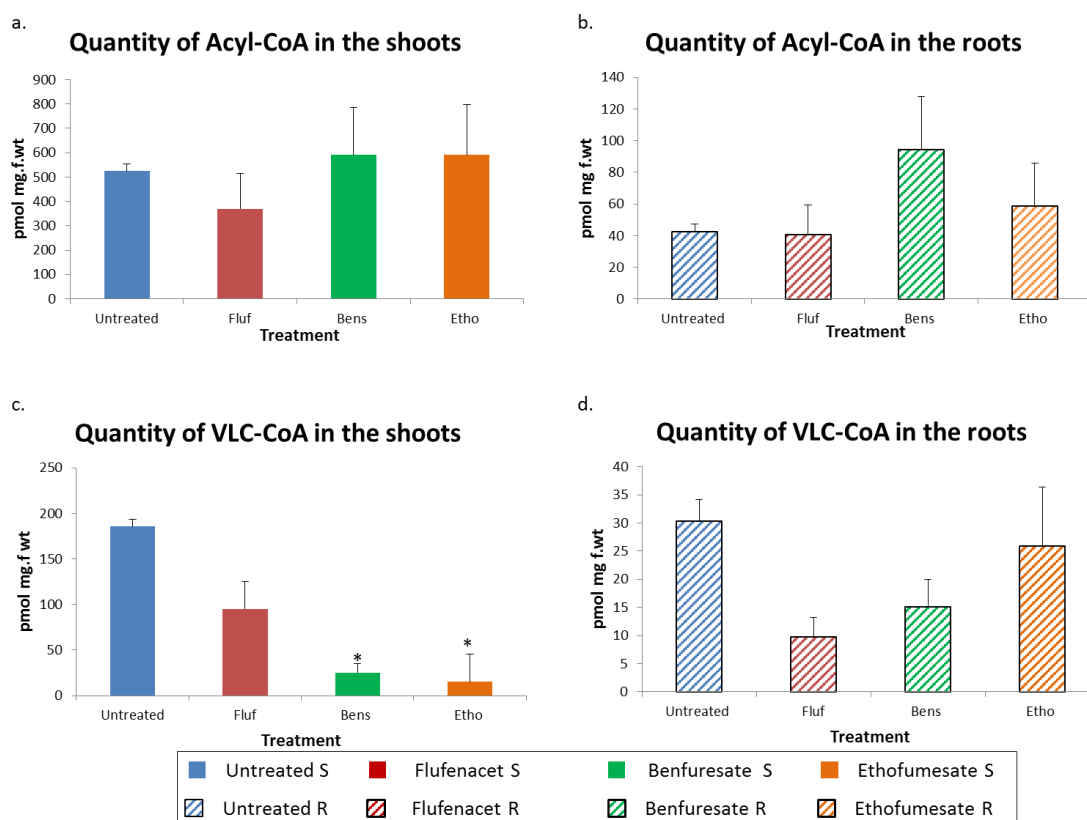 a.
Quantity of Acyl-CoA in the shoots
pmol mg.f.wt
900
800
700
600
500
400
300
200
100
0
Untreated Fluf Bens Etho
Treatment
b.
Quantity of Acyl-CoA in the roots
pmol mg f.wt
140
120
100
80
60
40
20
0
Untreated Fluf Bens Etho
Treatment
c.
Quantity of VLC-CoA in the shoots
pmol mg.f wt
250
200
150
100
50
0
* *
Untreated Fluf Bens Etho
Treatment
d.
Quantity of VLC-CoA in the roots
pmol mg f.wt
40
35
30
25
20
15
10
5
0
Untreated Fluf Bens Etho
Treatment
Untreated S Flufenacet S Benfuresate S Ethofumesate S
Untreated R Flufenacet R Benfuresate R Ethofumesate R